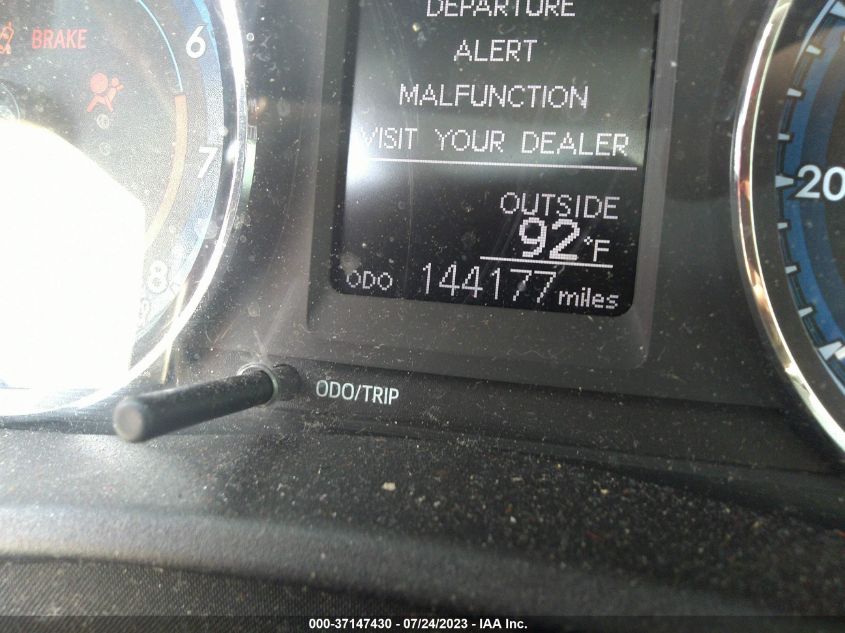 DEPARTURE
ALERT
MALFUNCTION
VISIT YOUR DEALER
OUTSIDE
92°F
ODO 144177 miles
BRAKE
6
7
8
20
ODO/TRIP
000-37147430 - 07/24/2023 - IAA Inc.